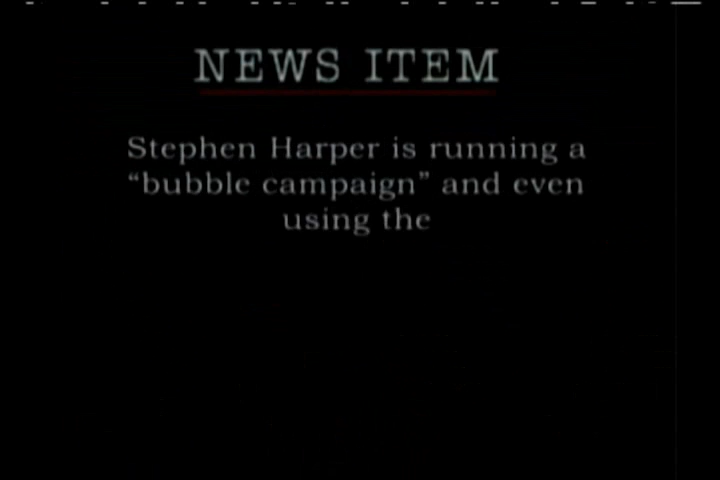 NEWS ITEM
Stephen Harper is running a
“bubble campaign” and even
using the